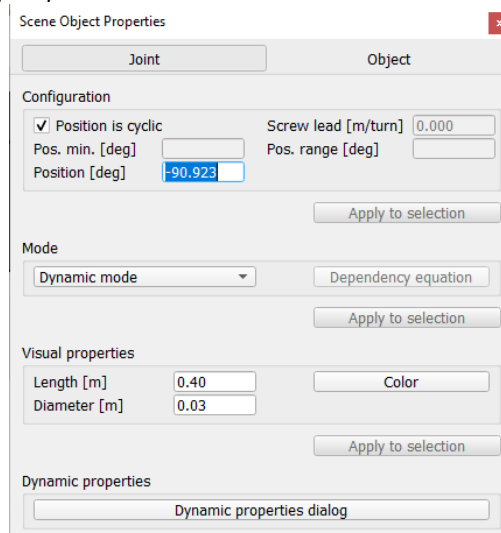 Scene Object Properties
Joint Object
Configuration
Position is cyclic Screw lead [m/turn] 0.000
Pos. min. [deg] Pos. range [deg]
Position [deg] -90.923
Apply to selection
Mode
Dynamic mode Dependency equation
Apply to selection
Visual properties
Length [m] 0.40 Color
Diameter [m] 0.03
Apply to selection
Dynamic properties
Dynamic properties dialog